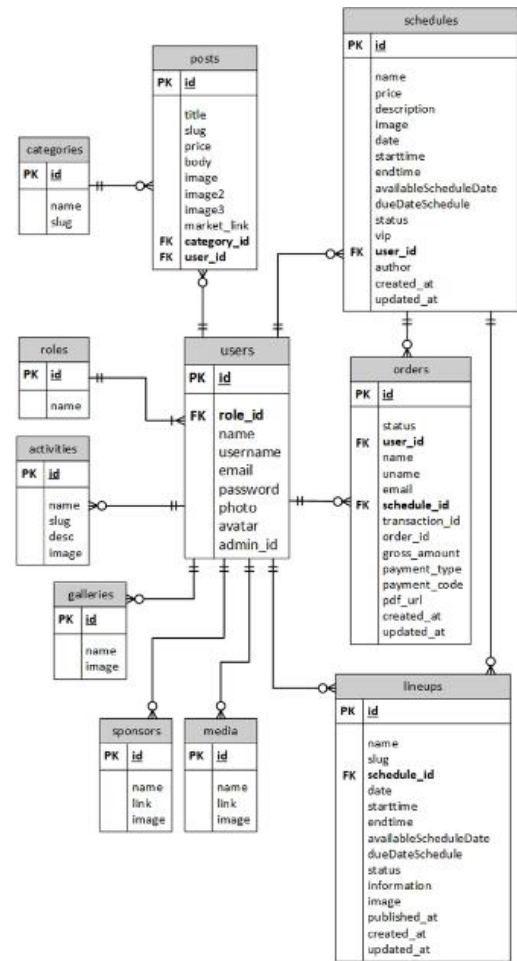 schedules
PK id
name
price
description
image
date
starttime
endtime
availableScheduleDate
dueDateSchedule
status
vip
FK user_id
author
created_at
updated_at
posts
PK id
title
slug
price
body
image
image2
image3
market_link
FK category_id
FK user_id
categories
PK id
name
slug
roles
PK id
name
users
PK id
FK role_id
name
username
email
password
photo
avatar
admin_id
orders
PK id
status
FK user_id
name
uname
email
FK schedule_id
transaction_id
order_id
gross_amount
payment_type
payment_code
pdf_url
created_at
updated_at
activities
PK id
name
slug
desc
image
galleries
PK id
name
image
sponsors
PK id
name
link
image
media
PK id
name
link
image
lineups
PK id
name
slug
FK schedule_id
date
starttime
endtime
availableScheduleDate
dueDateSchedule
status
information
image
published_at
created_at
updated_at